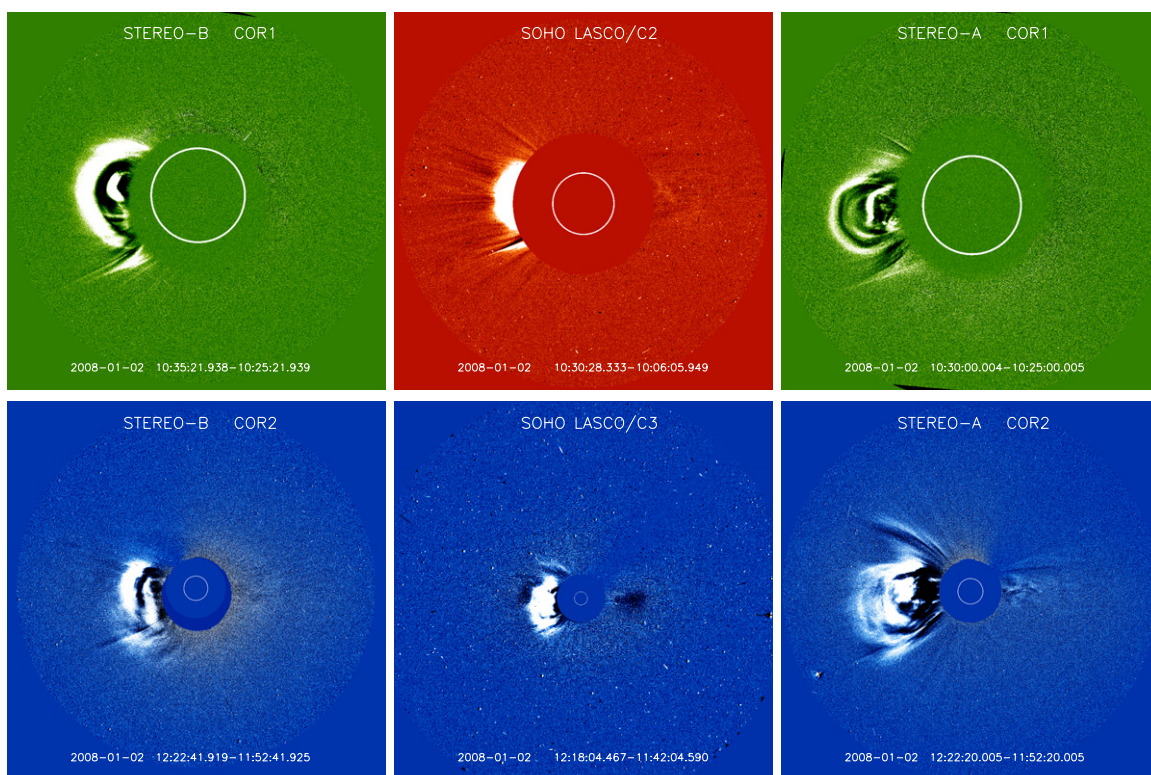 STEREO-B COR1
SOHO LASCO/C2
STEREO-A COR1
2008-01-02 10:35:21.938-10:25:21.939
2008-01-02 10:30:28.333-10:06:05.949
2008-01-02 10:30:00.004-10:25:00.005
STEREO-B COR2
SOHO LASCO/C3
STEREO-A COR2
2008-01-02 12:22:41.919-11:52:41.925
2008-01-02 12:18:04.467-11:42:04.590
2008-01-02 12:22:20.005-11:52:20.005